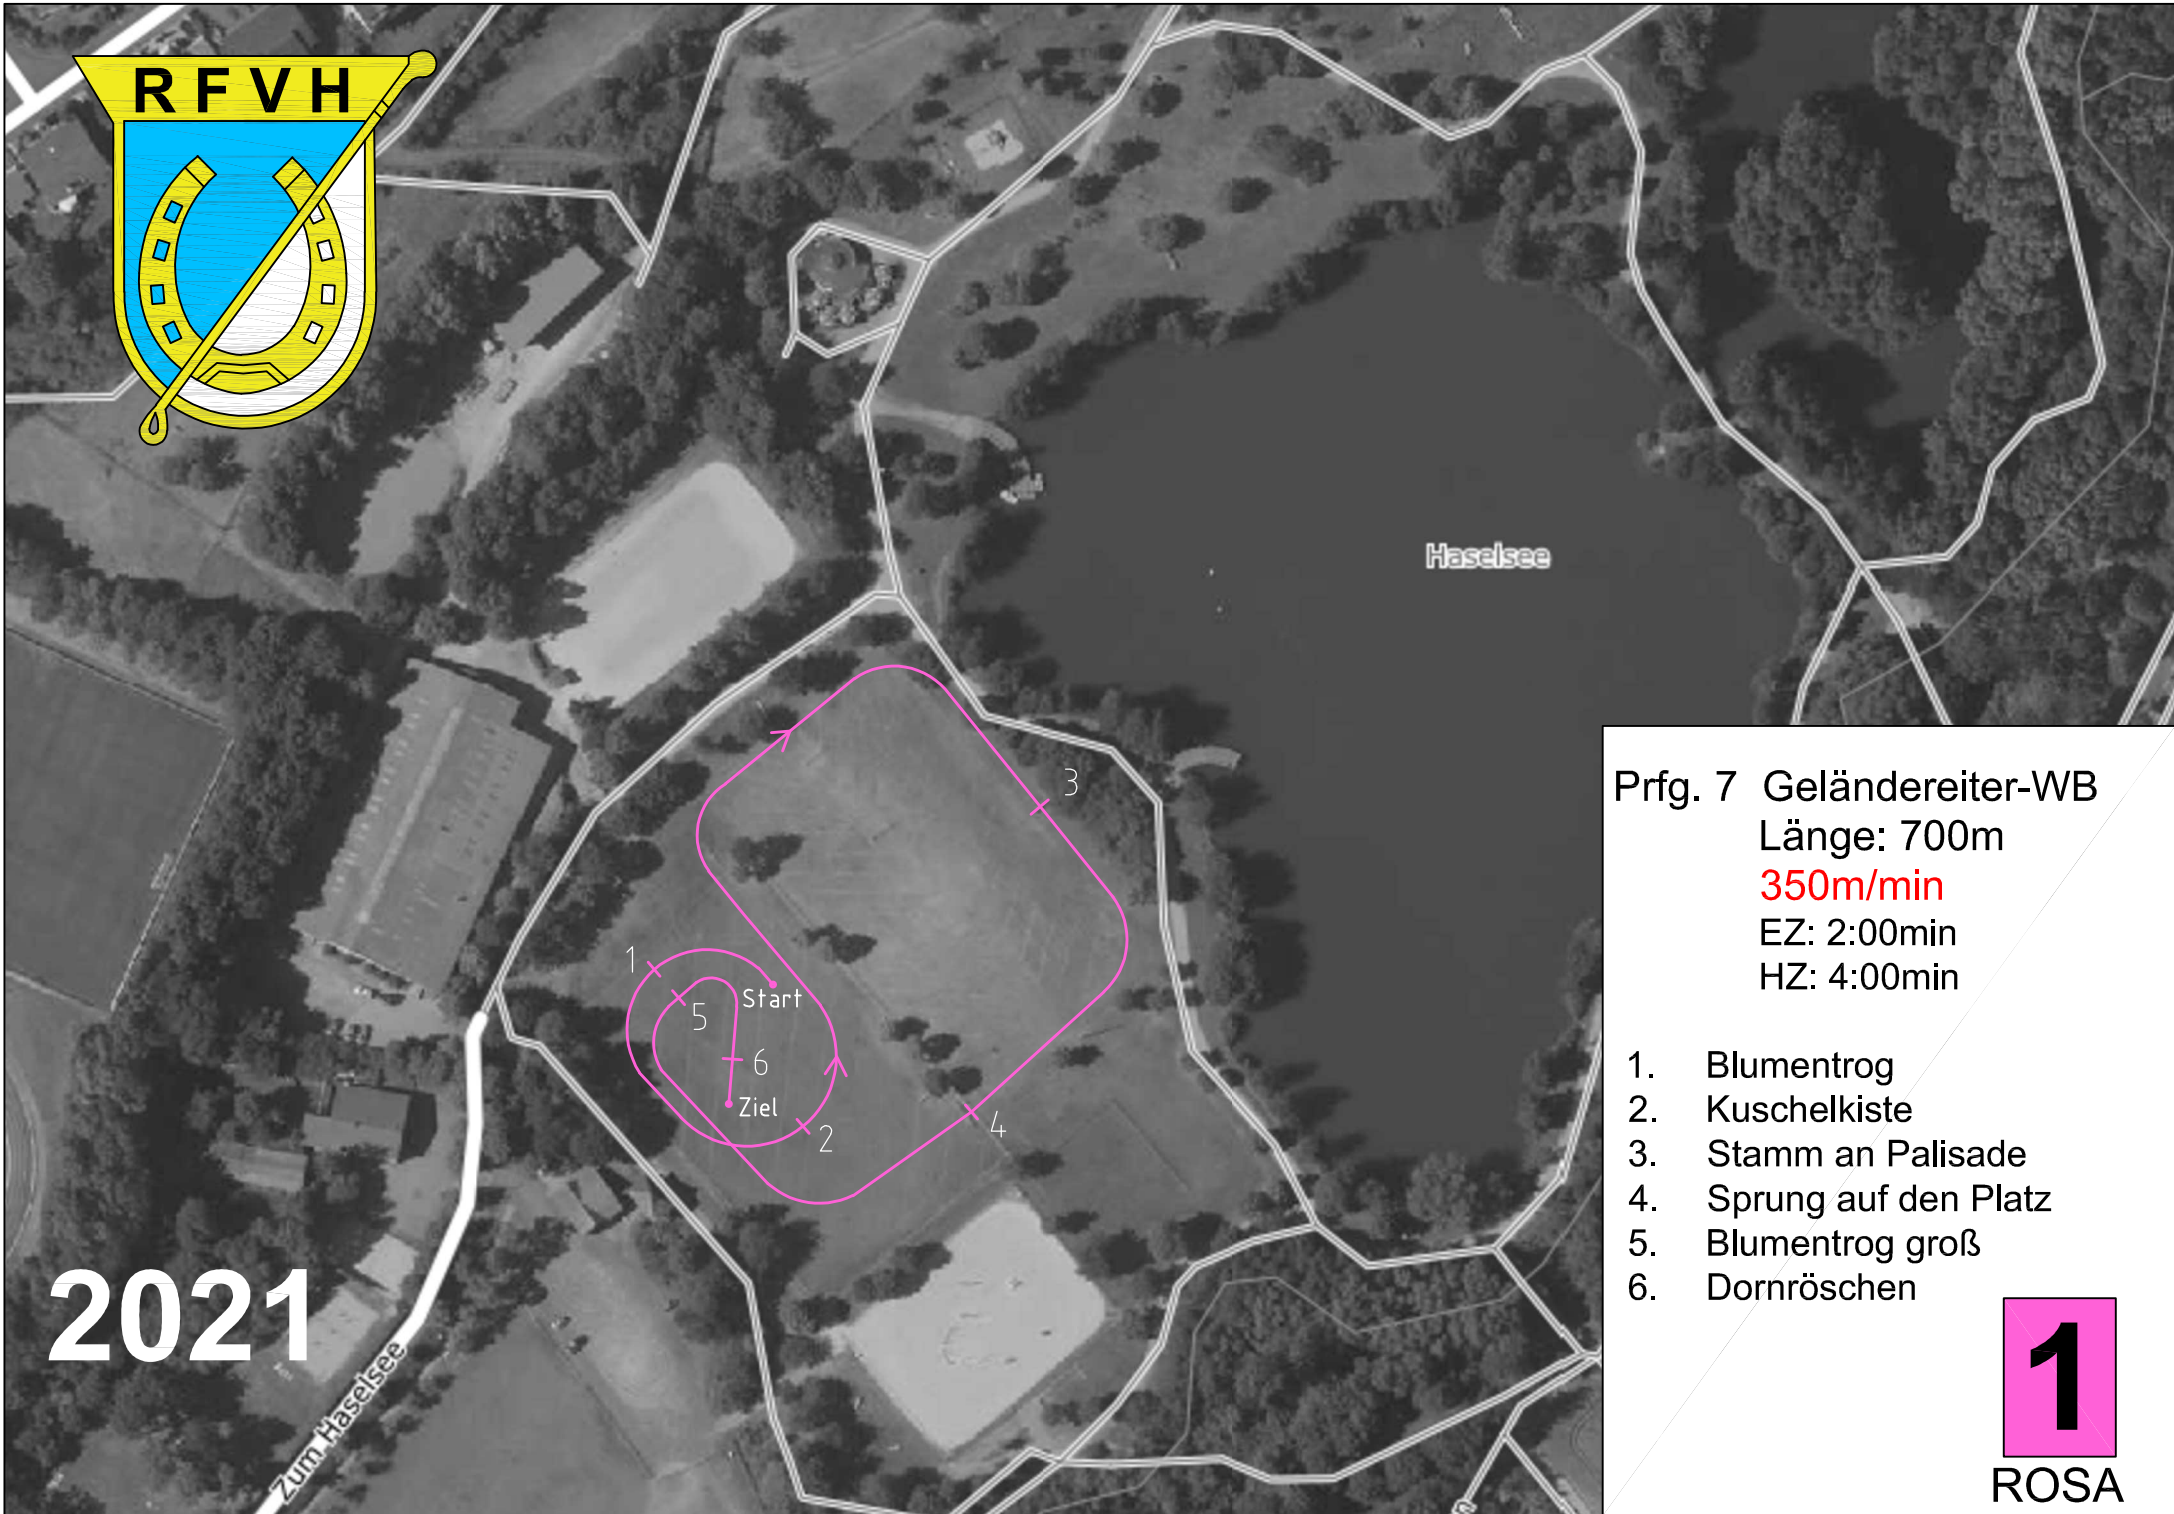 RFVH
Haselsee
3
1
Start
5
6
Ziel
2
4
2021
Zum Haselsee
Prfg. 7 Geländereiter-WB
Länge: 700m
350m/min
EZ: 2:00min
HZ: 4:00min
1. Blumentrog
2. Kuschelkiste
3. Stamm an Palisade
4. Sprung auf den Platz
5. Blumentrog groß
6. Dornröschen
1
ROSA